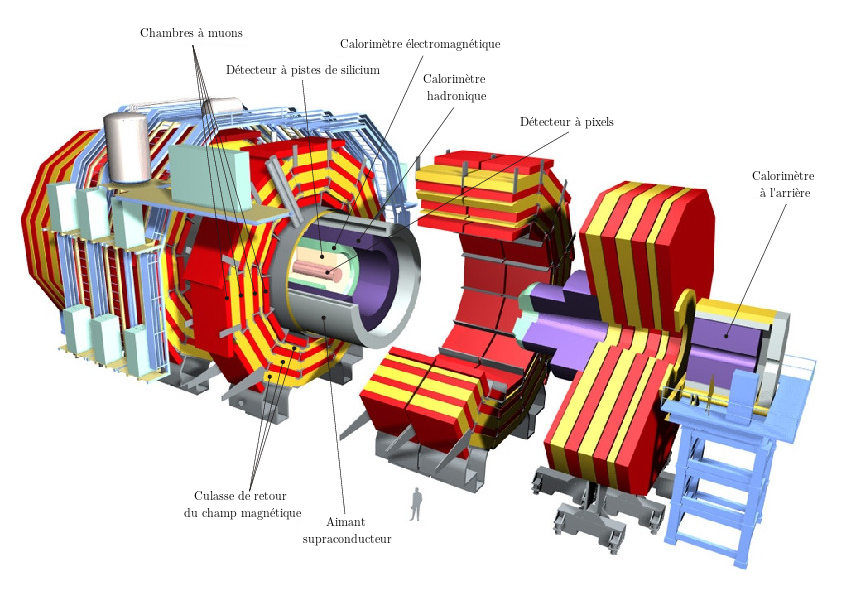 Chambres à muons
Calorimètre électromagnétique
Détecteur à pistes de silicium
Calorimètre
hadronique
Détecteur à pixels
Calorimètre
à l'arrière
Culasse de retour
du champ magnétique
Aimant
supraconducteur